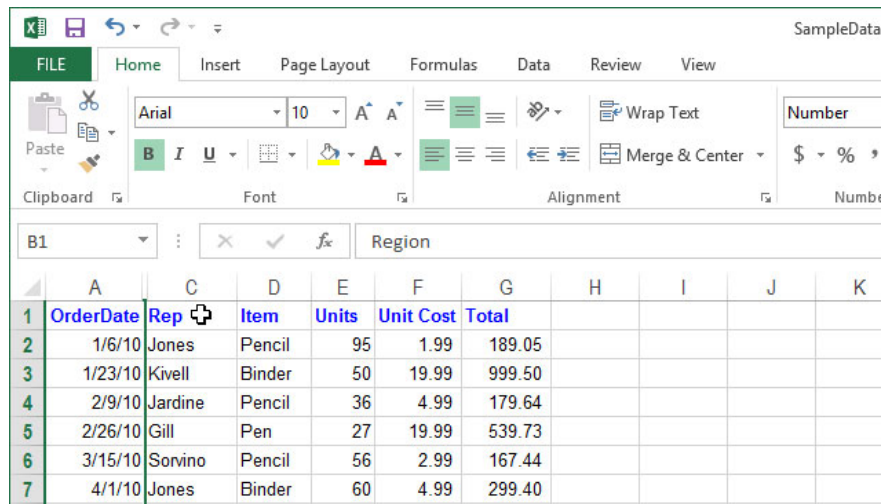 SampleData
FILE Home Insert Page Layout Formulas Data Review View
Arial 10 A A Wrap Text Number
Paste B I U A Merge & Center $ % ,
Clipboard Font Alignment Numbe
B1 fx Region
A C D E F G H I J K
1 OrderDate Rep Item Units Unit Cost Total
2 1/6/10 Jones Pencil 95 1.99 189.05
3 1/23/10 Kivell Binder 50 19.99 999.50
4 2/9/10 Jardine Pencil 36 4.99 179.64
5 2/26/10 Gill Pen 27 19.99 539.73
6 3/15/10 Sorvino Pencil 56 2.99 167.44
7 4/1/10 Jones Binder 60 4.99 299.40